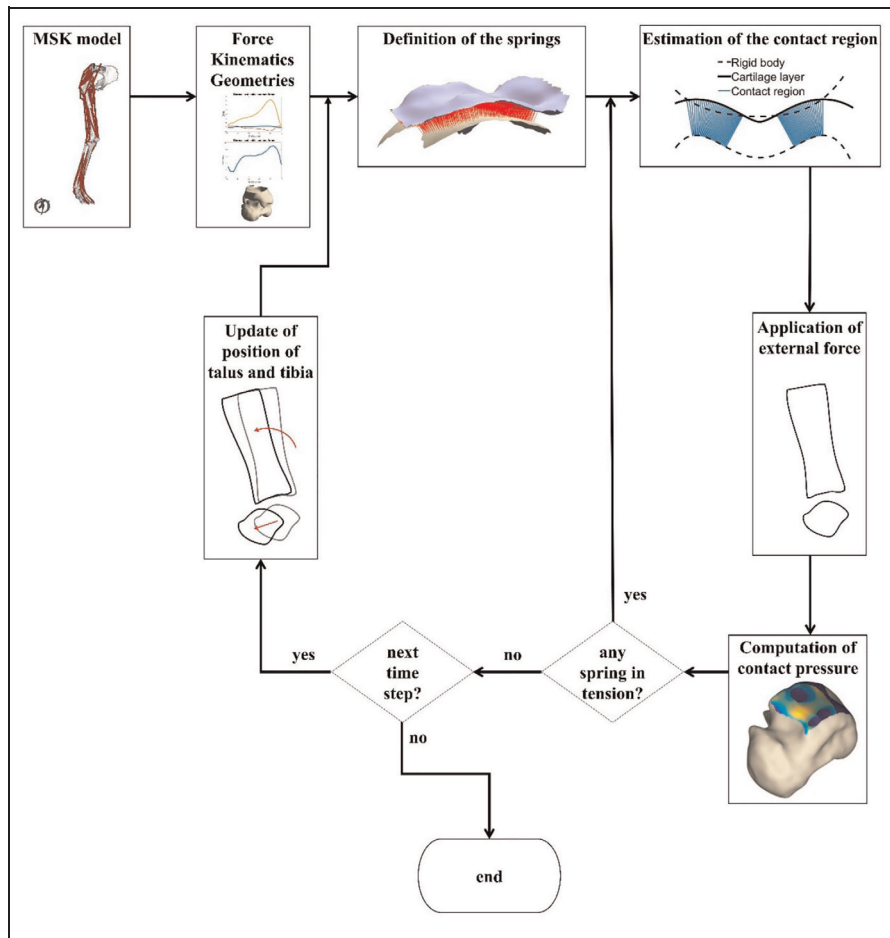 MSK model
Force
Kinematics
Geometries
Definition of the springs
Estimation of the contact region
Rigid body
Cartilage layer
Contact region
Update of
position of
talus and tibia
Application of
external force
yes
Computation of
contact pressure
any
spring in
tension?
no
next
time
step?
yes
no
end